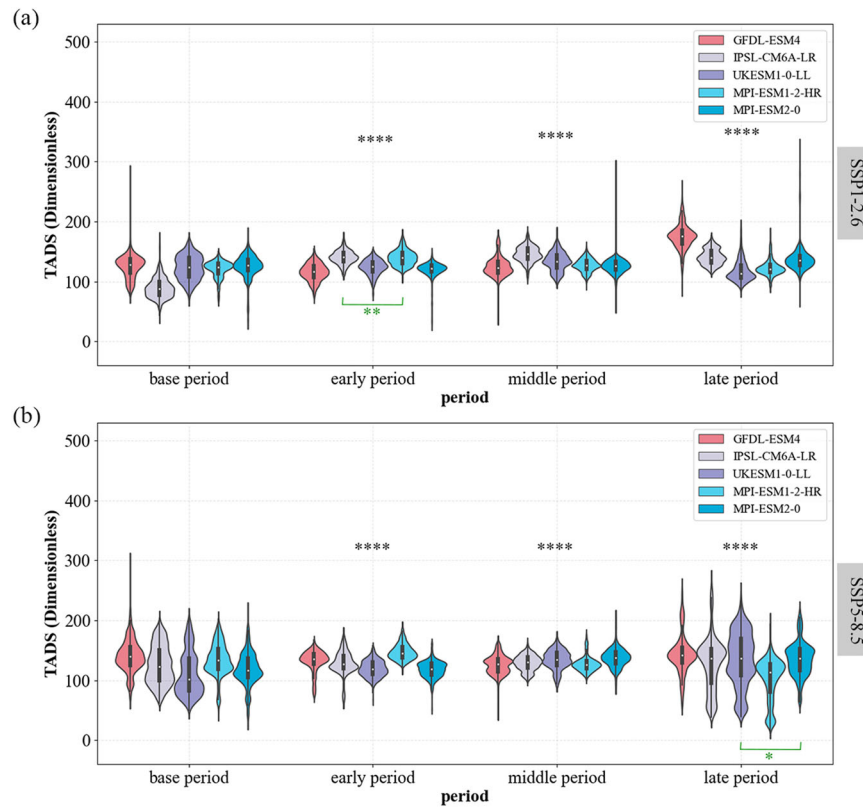 (a)
500
400
300
200
100
0
TADS (Dimensionless)
GFDL-ESM4
IPSL-CM6A-LR
UKESM1-0-LL
MPI-ESM1-2-HR
MPI-ESM2-0
****
****
****
**
base period
early period
middle period
late period
period
SSP1-2.6
(b)
500
400
300
200
100
0
TADS (Dimensionless)
GFDL-ESM4
IPSL-CM6A-LR
UKESM1-0-LL
MPI-ESM1-2-HR
MPI-ESM2-0
****
****
****
*
base period
early period
middle period
late period
period
SSP5-8.5